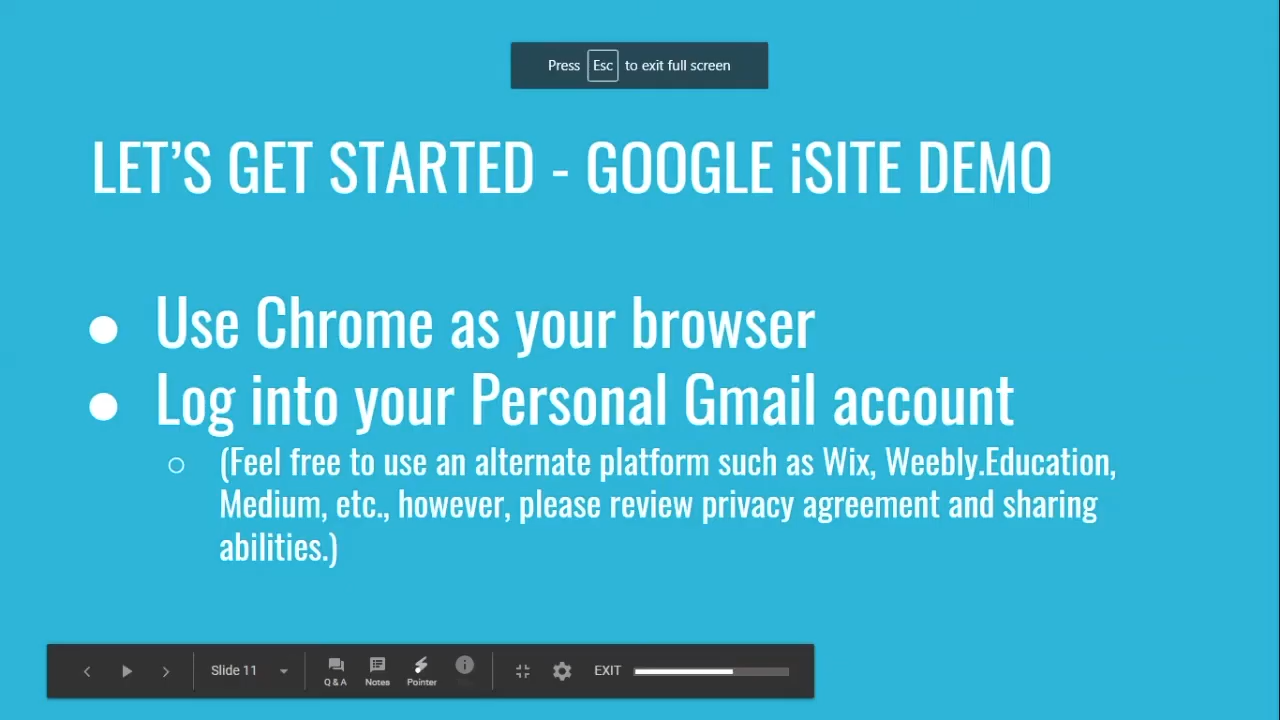 Press Esc to exit full screen
LET’S GET STARTED - GOOGLE iSITE DEMO
● Use Chrome as your browser
● Log into your Personal Gmail account
○ (Feel free to use an alternate platform such as Wix, Weebly.Education,
Medium, etc., however, please review privacy agreement and sharing
abilities.)
Slide 11
Q & A
Notes
Pointer
EXIT